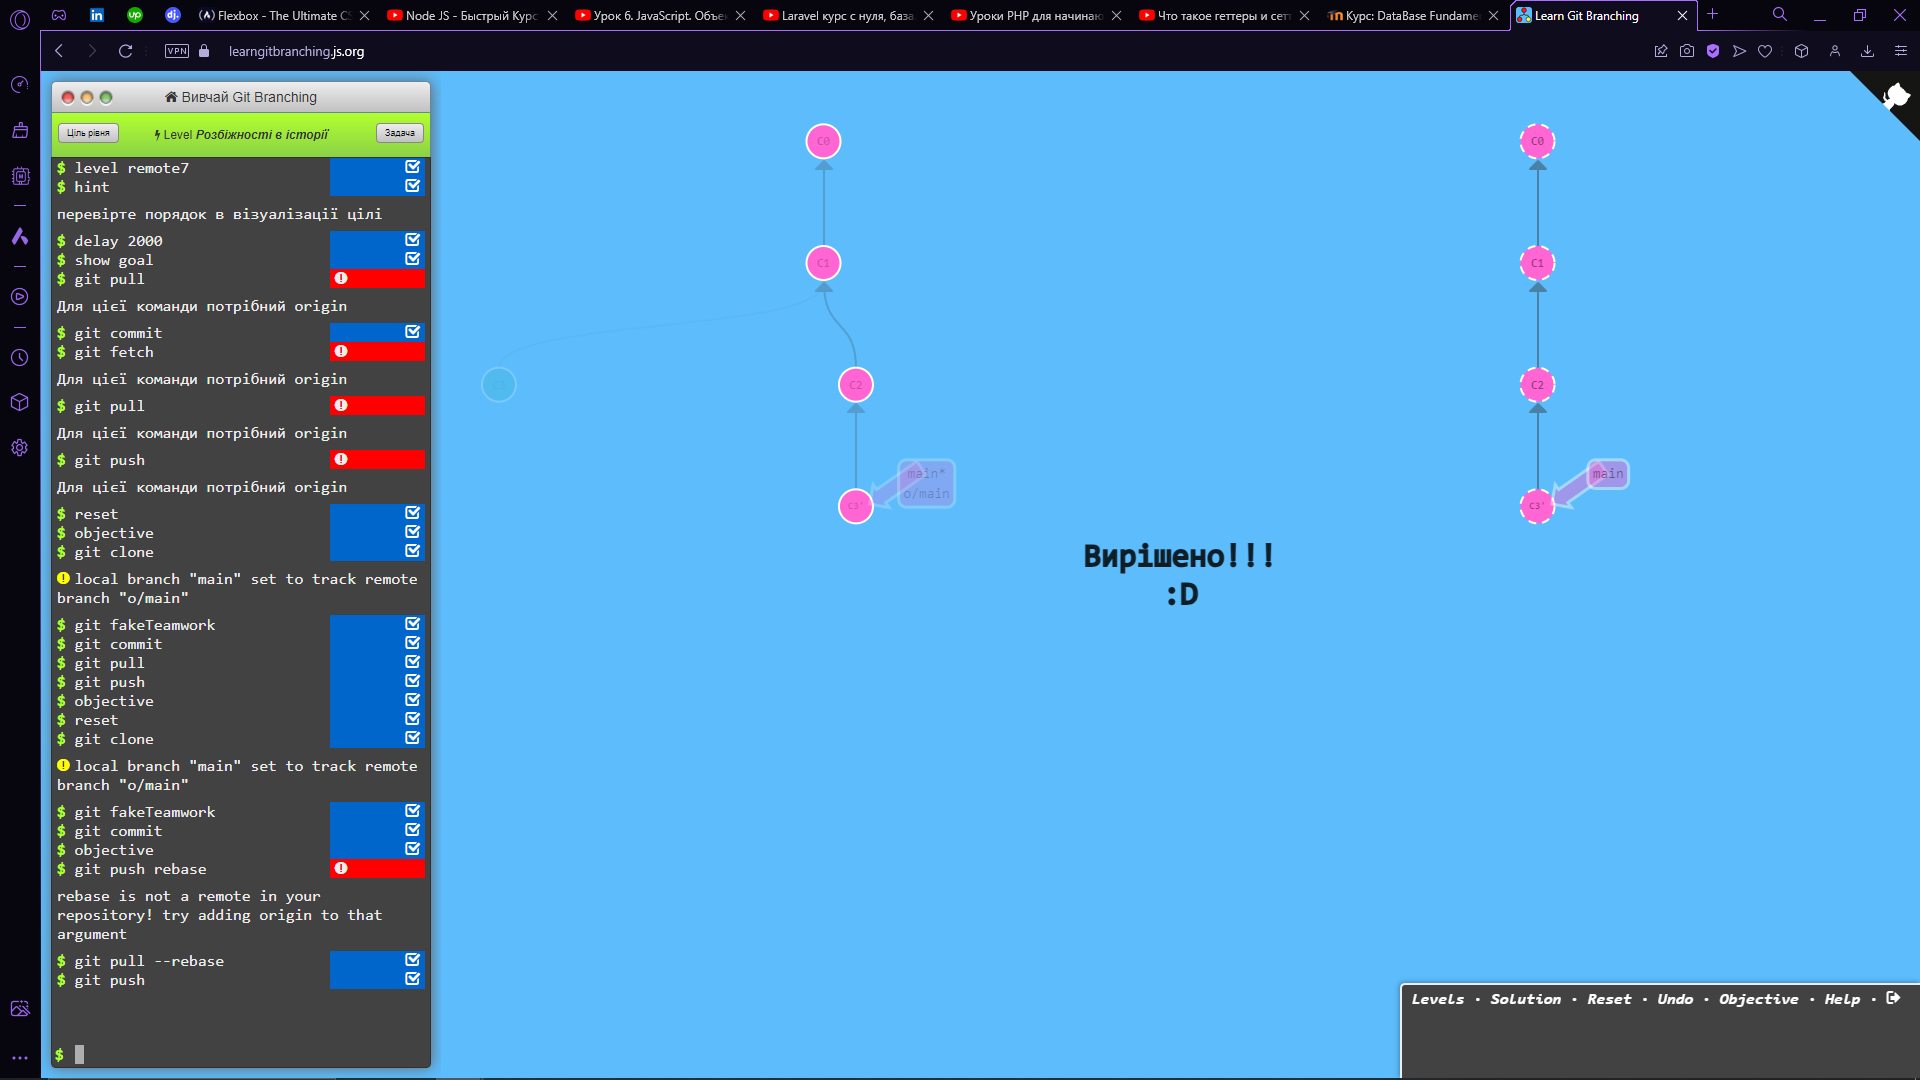 Flexbox - The Ultimate CS
Node JS - Быстрый Курс
Урок 6. JavaScript. Объе
Laravel курс с нуля, база.
Уроки PHP для начинаю
Что такое геттеры и сетт
Курс: DataBase Fundame
Learn Git Branching
VPN
learngitbranching.js.org
Вивчай Git Branching
Ціль рівня
Level Розбіжності в історії
Задача
$ level remote7
$ hint
перевірте порядок в візуалізації цілі
$ delay 2000
$ show goal
$ git pull
Для цієї команди потрібний origin
$ git commit
$ git fetch
Для цієї команди потрібний origin
$ git pull
Для цієї команди потрібний origin
$ git push
Для цієї команди потрібний origin
$ reset
$ objective
$ git clone
local branch "main" set to track remote
branch "o/main"
$ git fakeTeamwork
$ git commit
$ git pull
$ git push
$ objective
$ reset
$ git clone
local branch "main" set to track remote
branch "o/main"
$ git fakeTeamwork
$ git commit
$ objective
$ git push rebase
rebase is not a remote in your
repository! try adding origin to that
argument
$ git pull --rebase
$ git push
$
C0
C1
C3
C2
main*
o/main
C3'
C0
C1
C2
main
C3'
Вирішено!!!
:D
Levels · Solution · Reset · Undo · Objective · Help ·